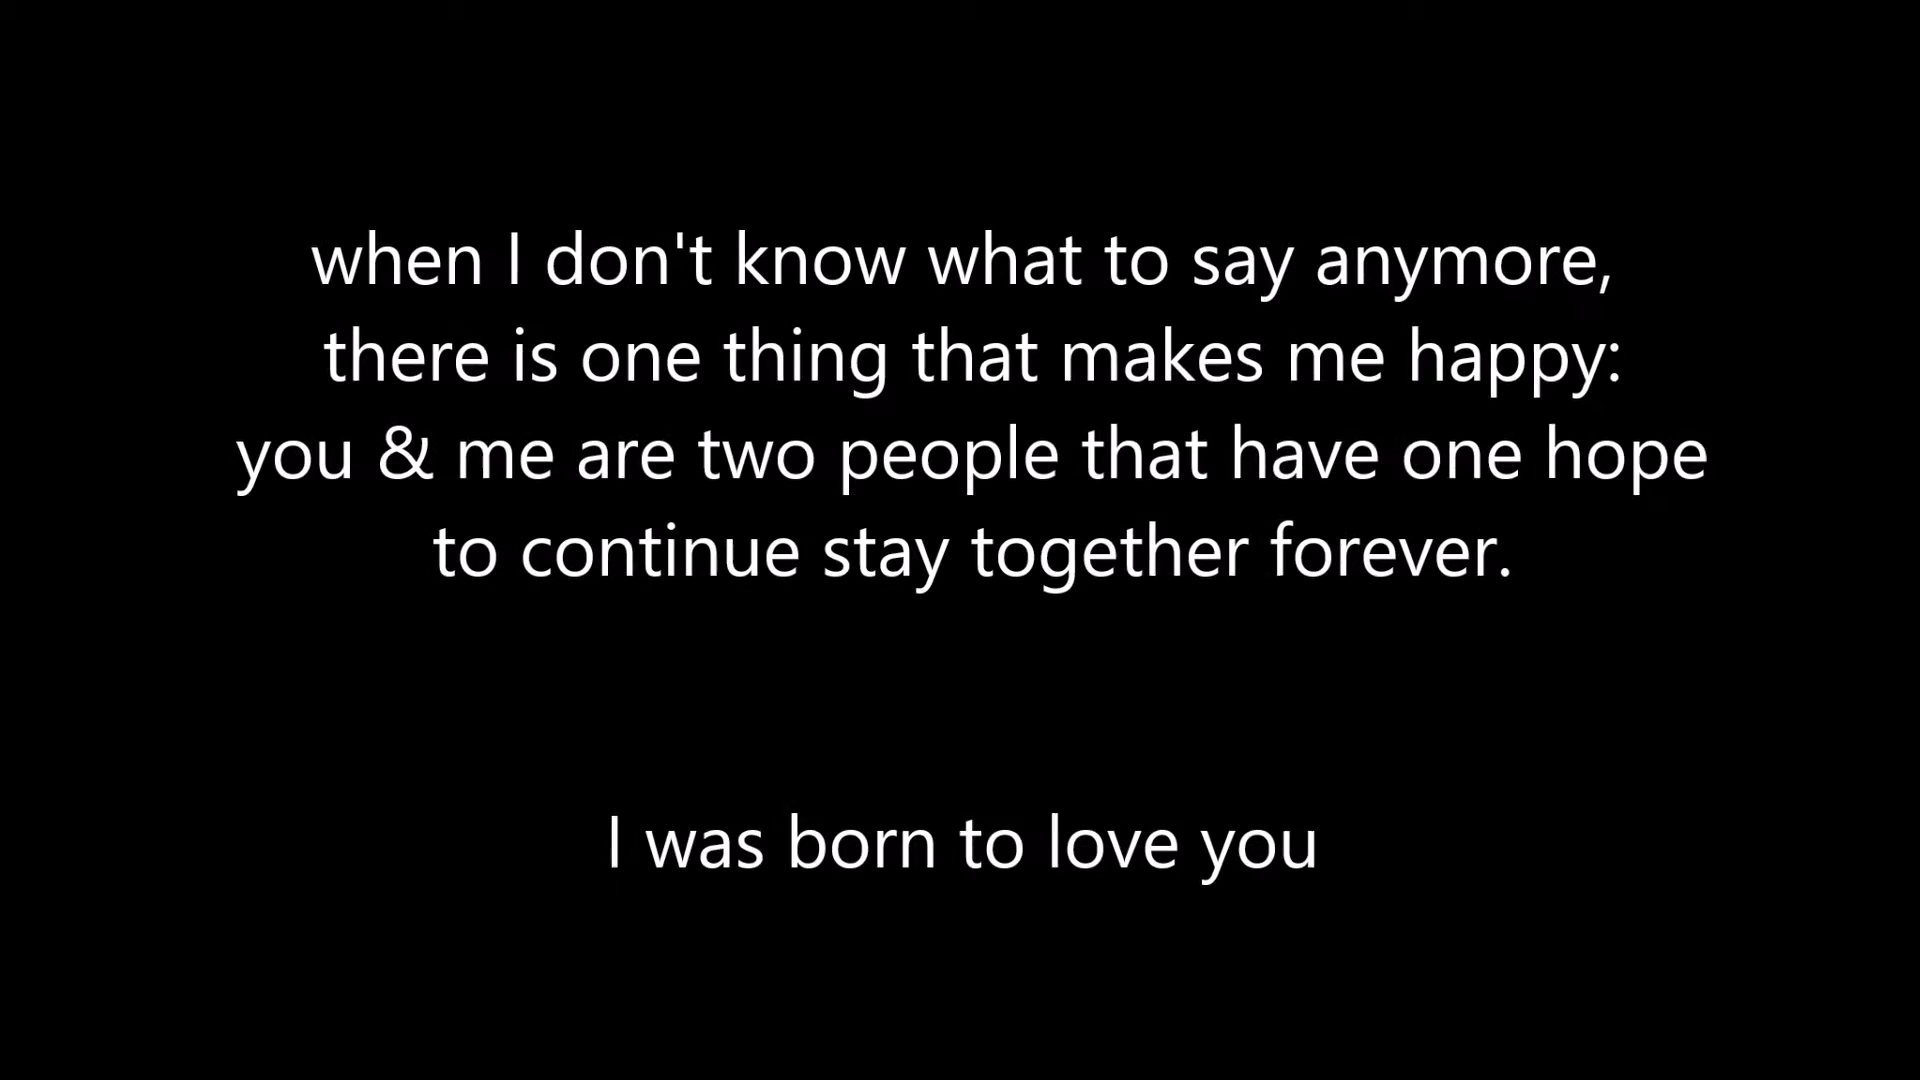 when I don't know what to say anymore,
there is one thing that makes me happy:
you & me are two people that have one hope
to continue stay together forever.
I was born to love you